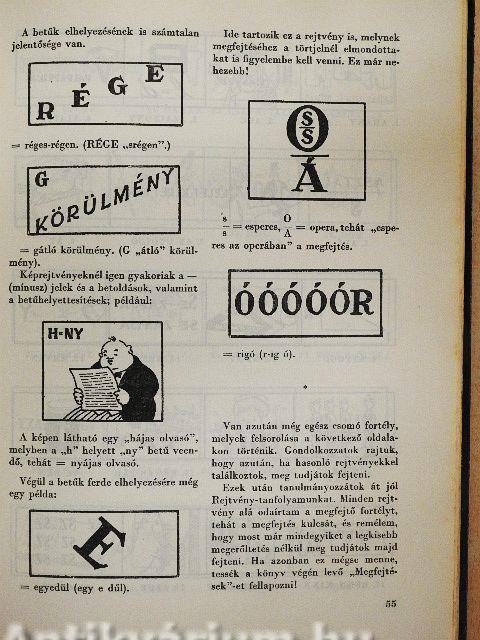 A betűk elhelyezésének is számtalan
jelentősége van.
R É G E
= réges-régen. (RÉGE „srégen".)
G
KÖRÜLMÉNY
= gátló körülmény. (G „átló" körül-
mény).
Képrejtvényeknél igen gyakoriak a —
(mínusz) jelek és a betoldások, valamint
a betűhelyettesítések; például:
H=NY
A képen látható egy „hájas olvasó",
melyben a „h" helyett „ny" betű veen-
dő, tehát = nyájas olvasó.
Végül a betűk ferde elhelyezésére még
egy példa:
E
= egyedül (egy e dűl).
Ide tartozik ez a rejtvény is, melynek
megfejtéséhez a törtjelnél elmondotta-
kat is figyelembe kell venni. Ez már ne-
hezebb!
O
S
S
Á
s
s = esperes, O
A = opera, tehát „espe-
res az operában" a megfejtés.
ÓÓÓÓÓR
= rigó (r-ig ó).
*
Van azután még egész csomó fortély,
melyek felsorolása a következő oldala-
kon történik. Gondolkozzatok rajtuk,
hogy azután, ha hasonló rejtvényekkel
találkoztok, meg tudjátok fejteni.
Ezek után tanulmányozzátok át jól
Rejtvény-tanfolyamunkat. Minden rejt-
vény alá odaírtam a megfejtő fortélyt,
tehát a megfejtés kulcsát, és remélem,
hogy most már mindegyiket a legkisebb
megerőltetés nélkül meg tudjátok majd
fejteni. Ha azonban ez mégse menne,
tessék a könyv végén levő „Megfejté-
sek"-et fellapozni!
55
Antikvárium.hu